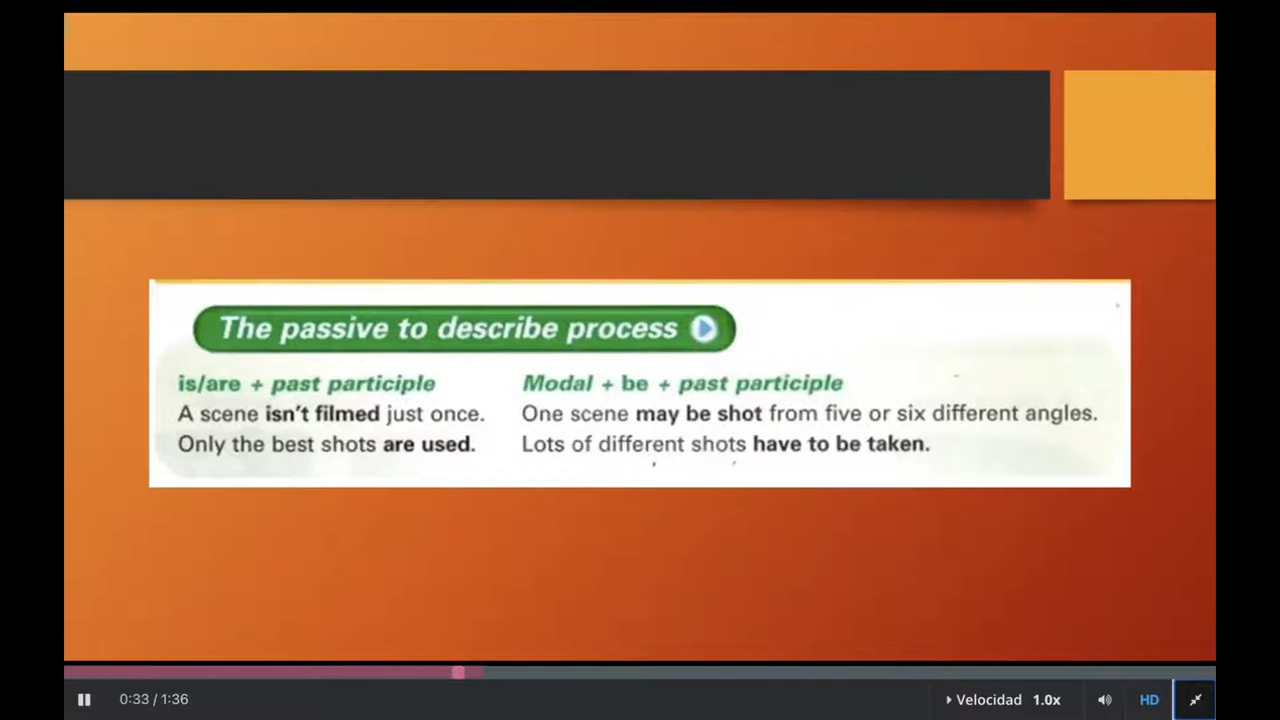 The passive to describe process
is/are + past participle
A scene isn't filmed just once.
Only the best shots are used.
Modal + be + past participle
One scene may be shot from five or six different angles.
Lots of different shots have to be taken.
0:33 / 1:36
Velocidad 1.0x
HD